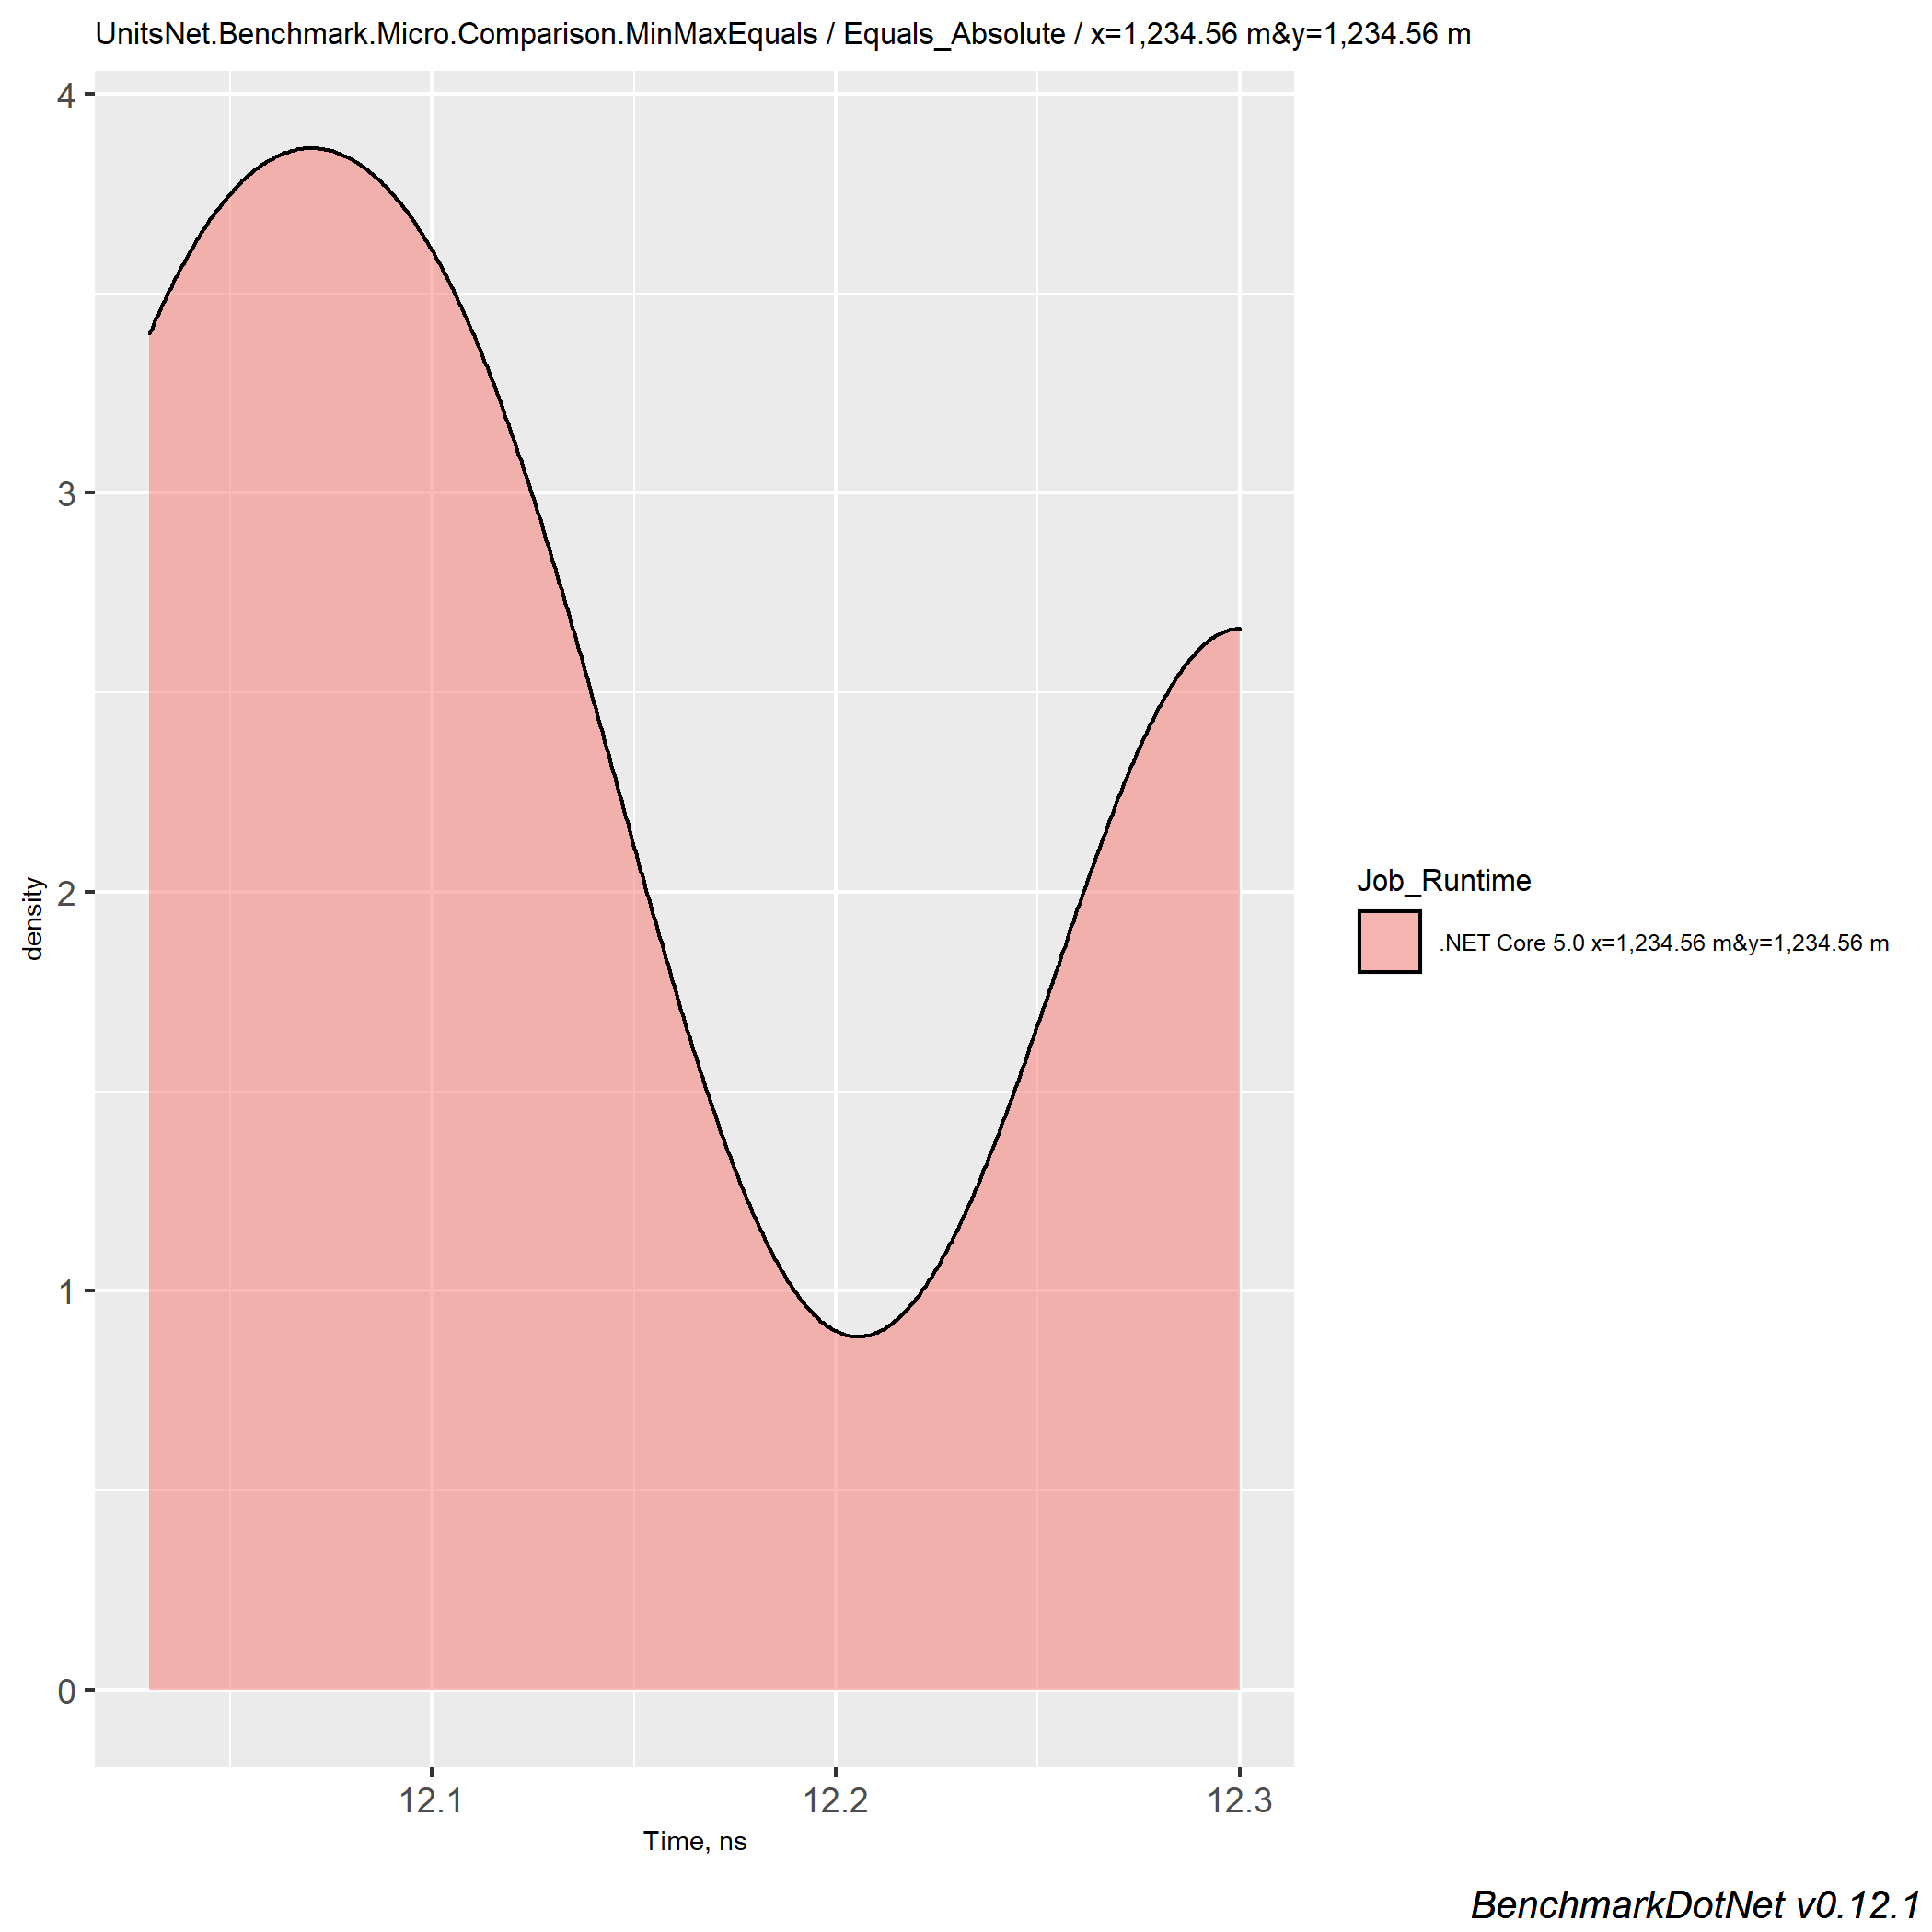 UnitsNet.Benchmark.Micro.Comparison.MinMaxEquals / Equals_Absolute / x=1,234.56 m&y=1,234.56 m
4
3
2
1
0
density
12.1
12.2
12.3
Time, ns
Job_Runtime
.NET Core 5.0 x=1,234.56 m&y=1,234.56 m
BenchmarkDotNet v0.12.1